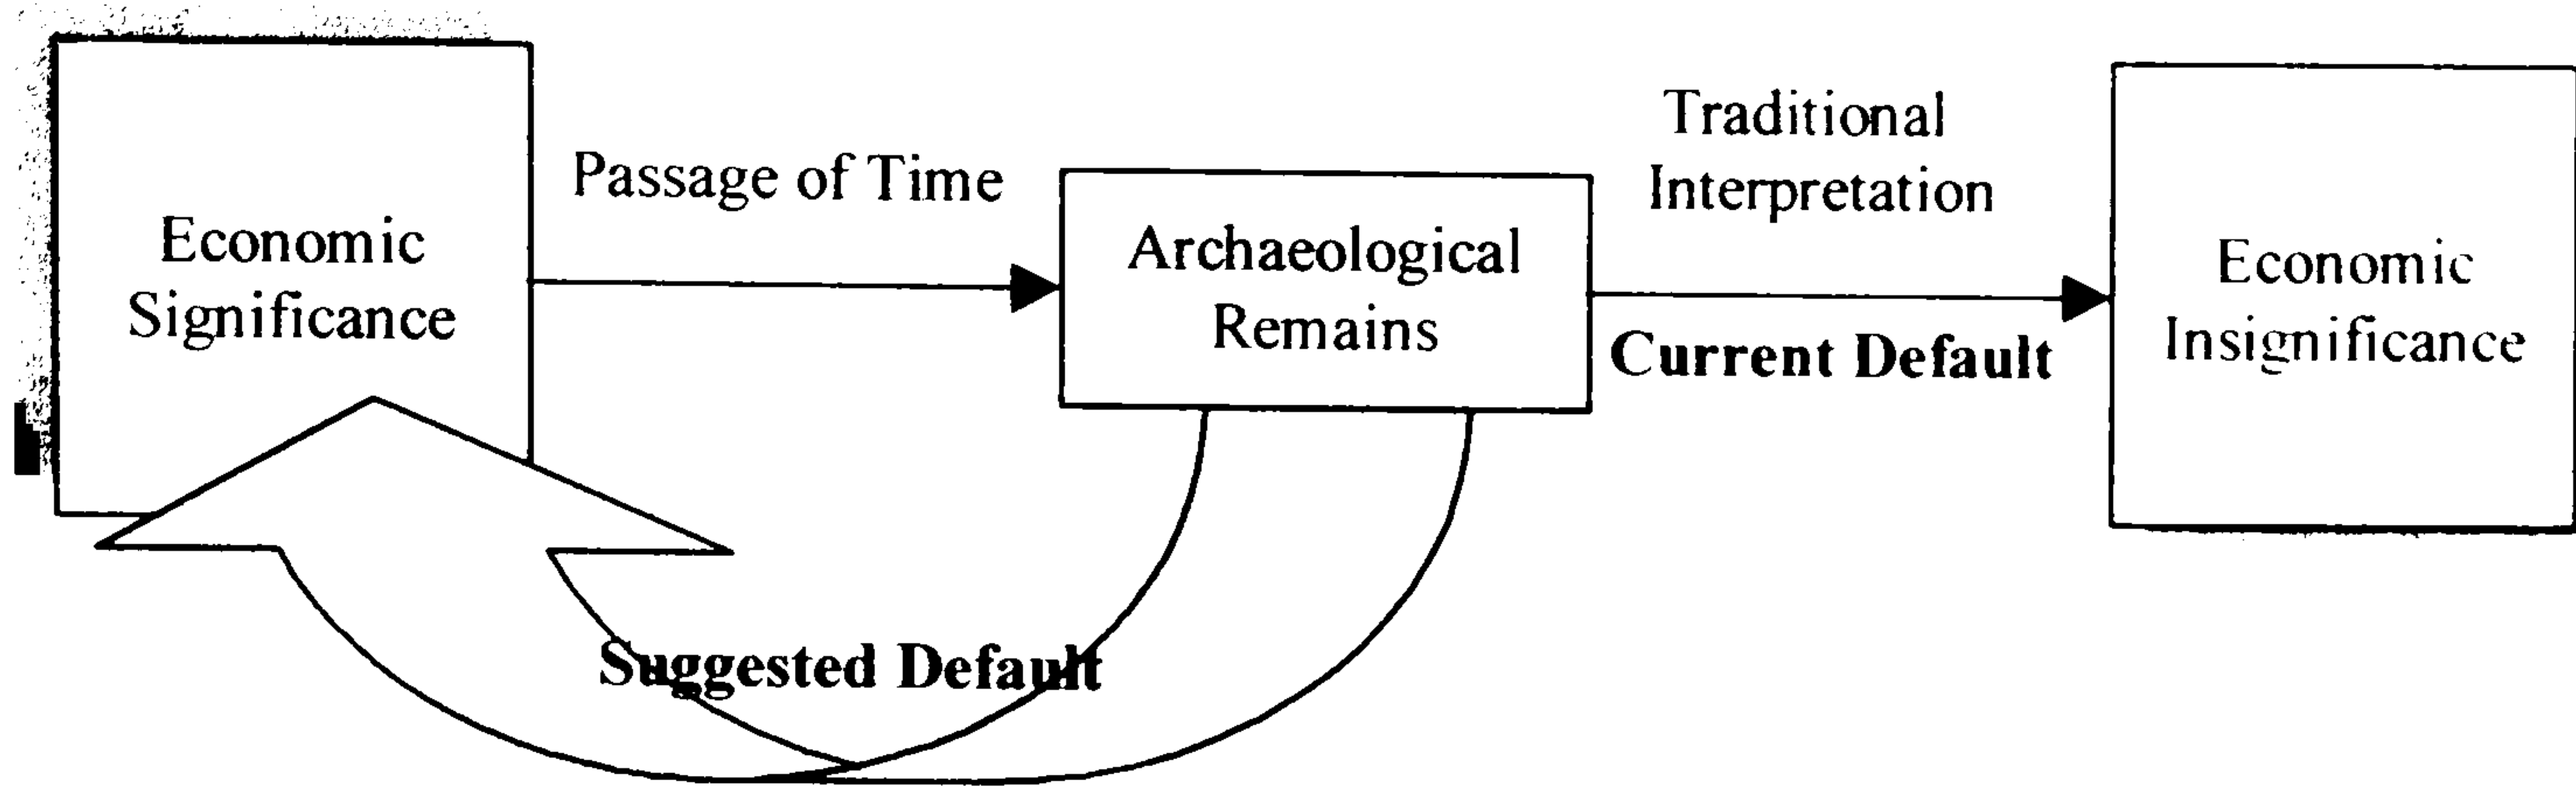 Economic
Significance
Passage of Time
Archaeological
Remains
Traditional
Interpretation
Current Default
Economic
Insignificance
Suggested Default